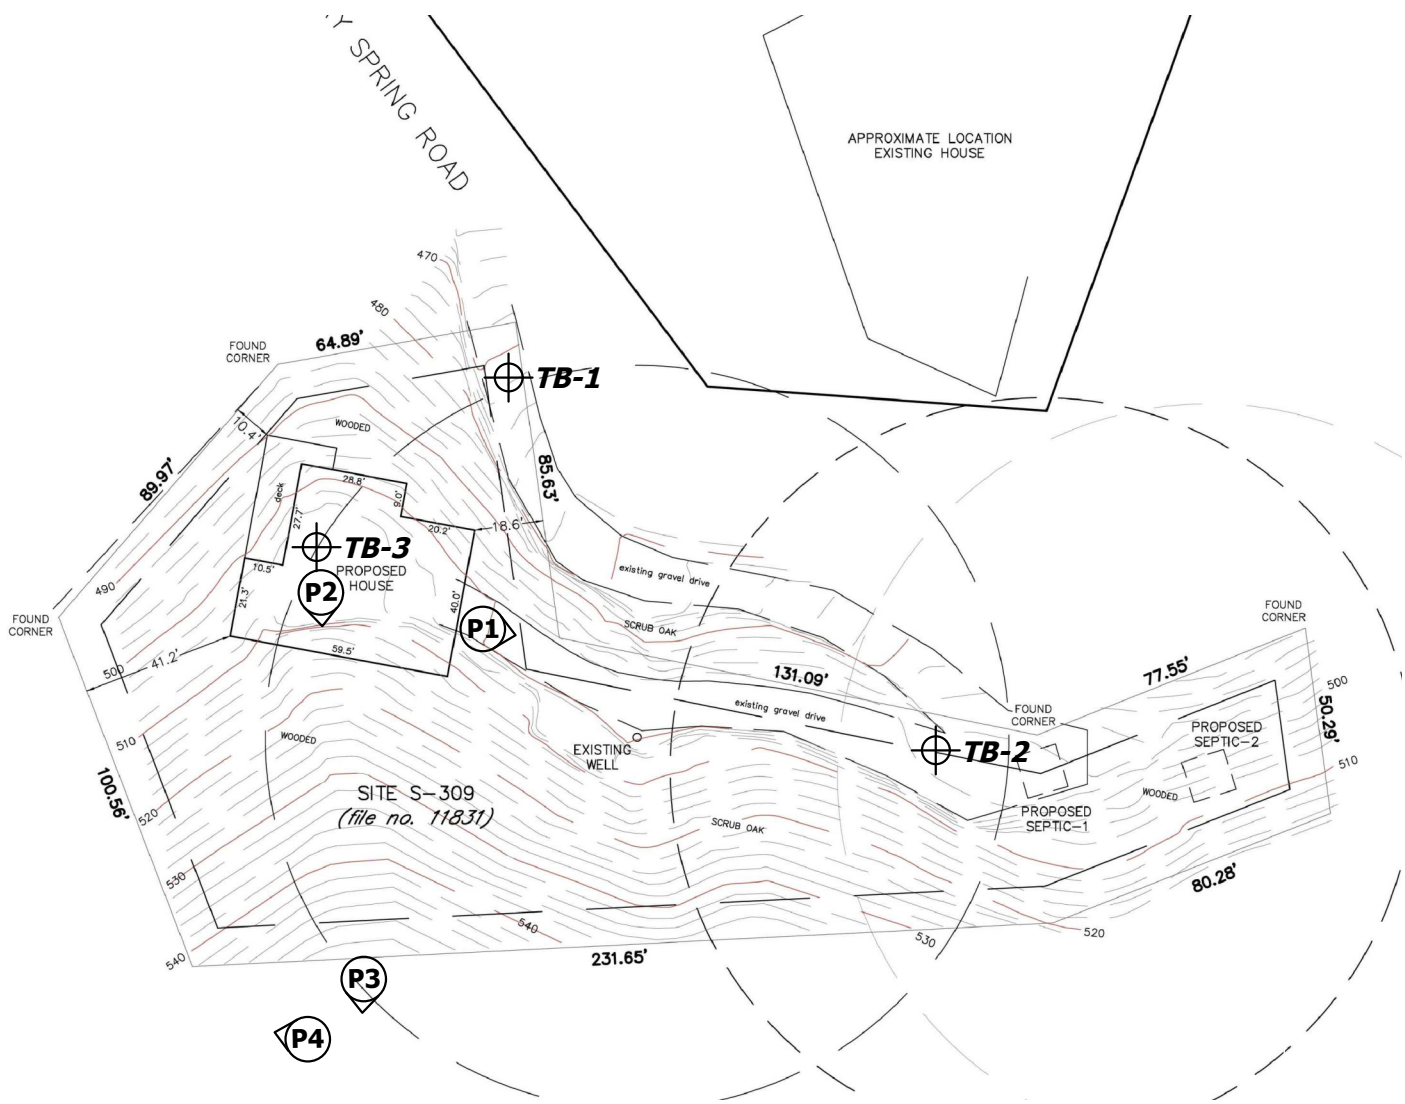 Y SPRING ROAD
APPROXIMATE LOCATION
EXISTING HOUSE
470
480
FOUND
CORNER
64.89'
TB-1
10.4'
WOODED
89.97'
deck
28.8'
9.0'
27.7'
20.2'
18.6'
85.63'
TB-3
PROPOSED
HOUSE
10.5'
P2
21.3'
40.0'
P1
59.5'
41.2'
490
500
FOUND
CORNER
existing gravel drive
SCRUB OAK
131.09'
existing gravel drive
FOUND
CORNER
77.55'
FOUND
CORNER
500
50.29'
510
PROPOSED
SEPTIC-2
WOODED
TB-2
PROPOSED
SEPTIC-1
EXISTING
WELL
WOODED
510
100.56'
520
SITE S-309
(file no. 11831)
SCRUB OAK
530
80.28'
540
540
530
520
231.65'
P3
P4